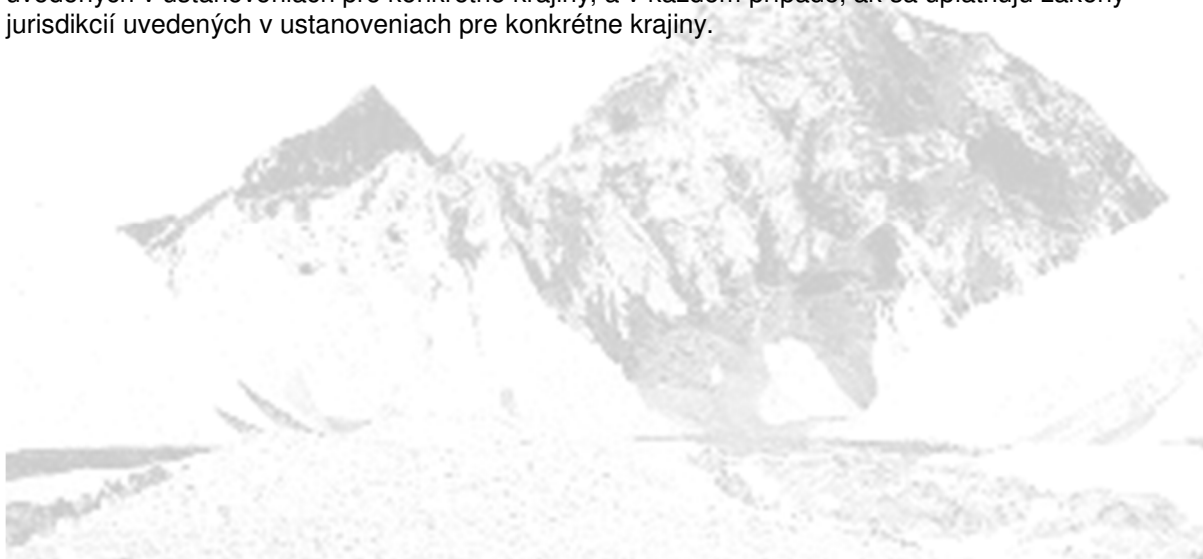 uvedených v ustanoveniach pre konkrétne krajiny, a v každom prípade, ak sa uplatňujú zákony
jurisdikcií uvedených v ustanoveniach pre konkrétne krajiny.